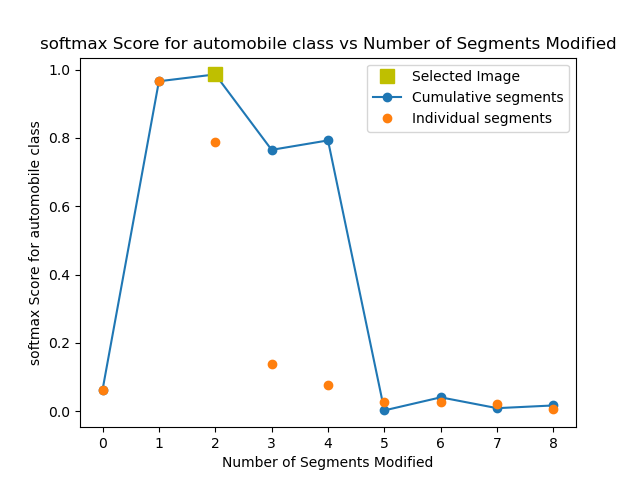 softmax Score for automobile class vs Number of Segments Modified
softmax Score for automobile class
1.0
0.8
0.6
0.4
0.2
0.0
Selected Image
Cumulative segments
Individual segments
0 1 2 3 4 5 6 7 8
Number of Segments Modified